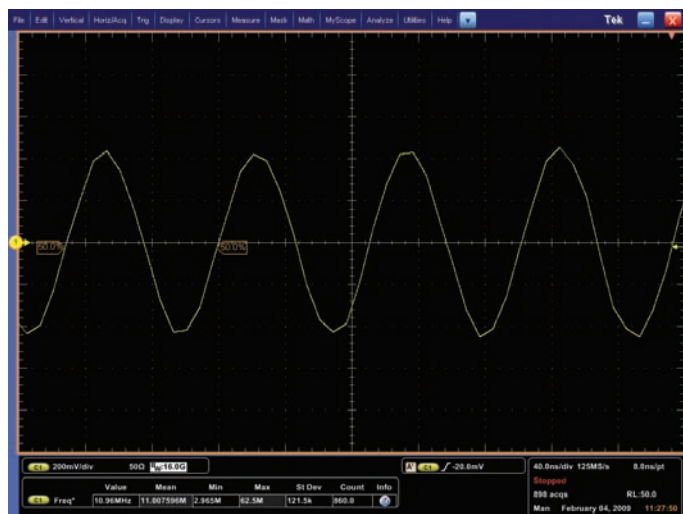 File Edit Vertical Horiz/Acq Trig Display Cursors Measure Mask Math MyScope Analyze Utilities Help Tek
1
50.0% 50.0%
C1 200mV/div 50Ω BW:16.0G
A' C1 -20.0mV
40.0ns/div 125MS/s 8.0ns/pt
Stopped
898 acqs RL:50.0
Man February 04, 2009 11:27:50
Value Mean Min Max St Dev Count Info
C1 Freq* 10.96MHz 11.007596M 2.965M 62.5M 121.5k 860.0